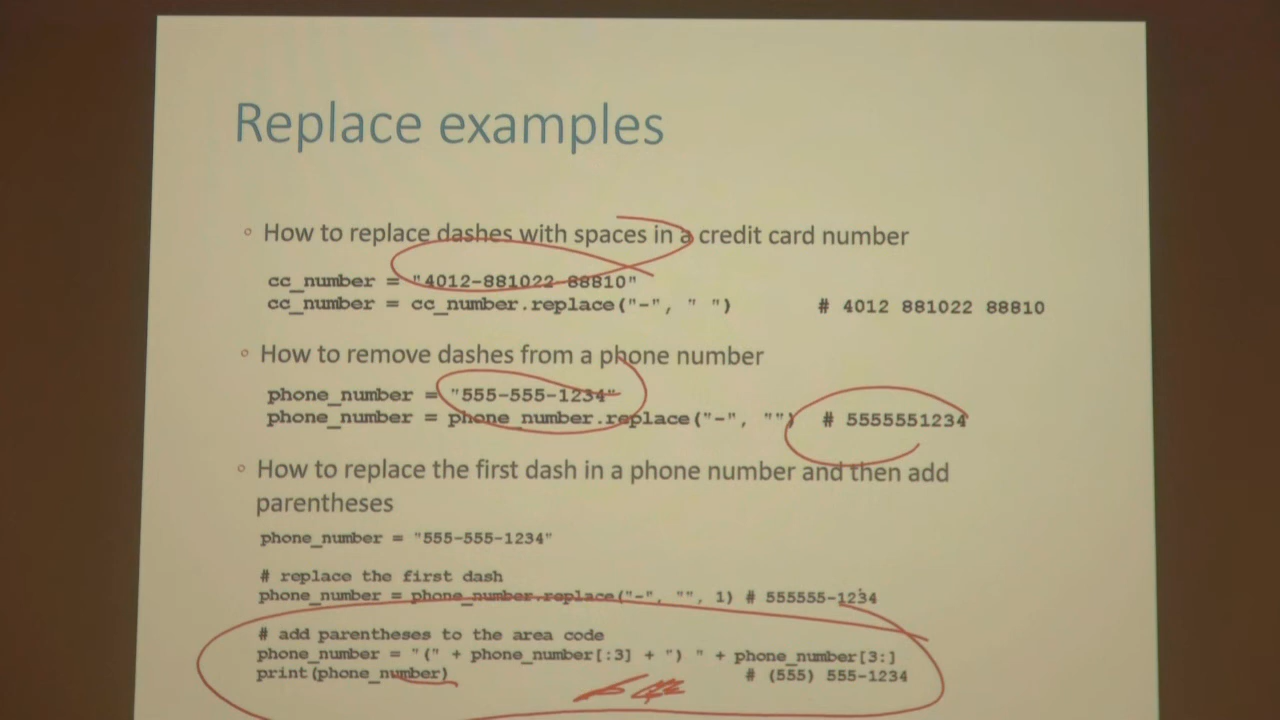 Replace examples
How to replace dashes with spaces in a credit card number
cc_number = "4012-881022-88810"
cc_number = cc_number.replace("-", " ") # 4012 881022 88810
How to remove dashes from a phone number
phone_number = "555-555-1234"
phone_number = phone_number.replace("-", "") # 5555551234
How to replace the first dash in a phone number and then add
parentheses
phone_number = "555-555-1234"
# replace the first dash
phone_number = phone_number.replace("-", "", 1) # 555555-1234
# add parentheses to the area code
phone_number = "(" + phone_number[:3] + ") " + phone_number[3:]
print(phone_number) # (555) 555-1234